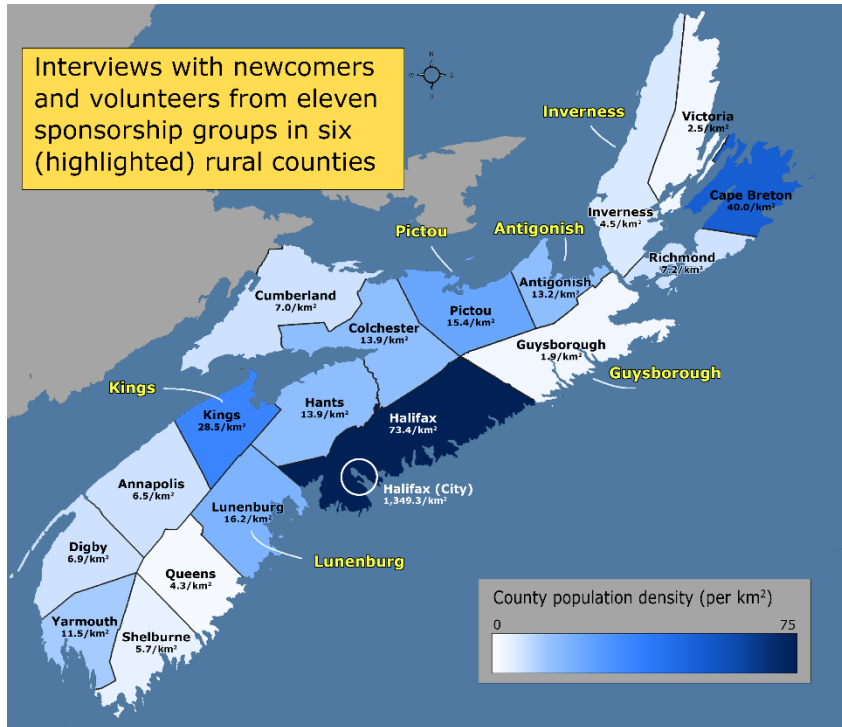 Interviews with newcomers
and volunteers from eleven
sponsorship groups in six
(highlighted) rural counties
N
Inverness
Victoria
2.5/km²
Cape Breton
40.0/km²
Inverness
4.5/km²
Pictou
Antigonish
Richmond
7.2/km²
Cumberland
7.0/km²
Antigonish
13.2/km²
Pictou
15.4/km²
Colchester
13.9/km²
Guysborough
1.9/km²
Guysborough
Kings
Kings
28.5/km²
Hants
13.9/km²
Halifax
73.4/km²
Annapolis
6.5/km²
Halifax (City)
1,349.3/km²
Lunenburg
16.2/km²
Digby
6.9/km²
Lunenburg
Queens
4.3/km²
Yarmouth
11.5/km²
Shelburne
5.7/km²
County population density (per km²)
0 75